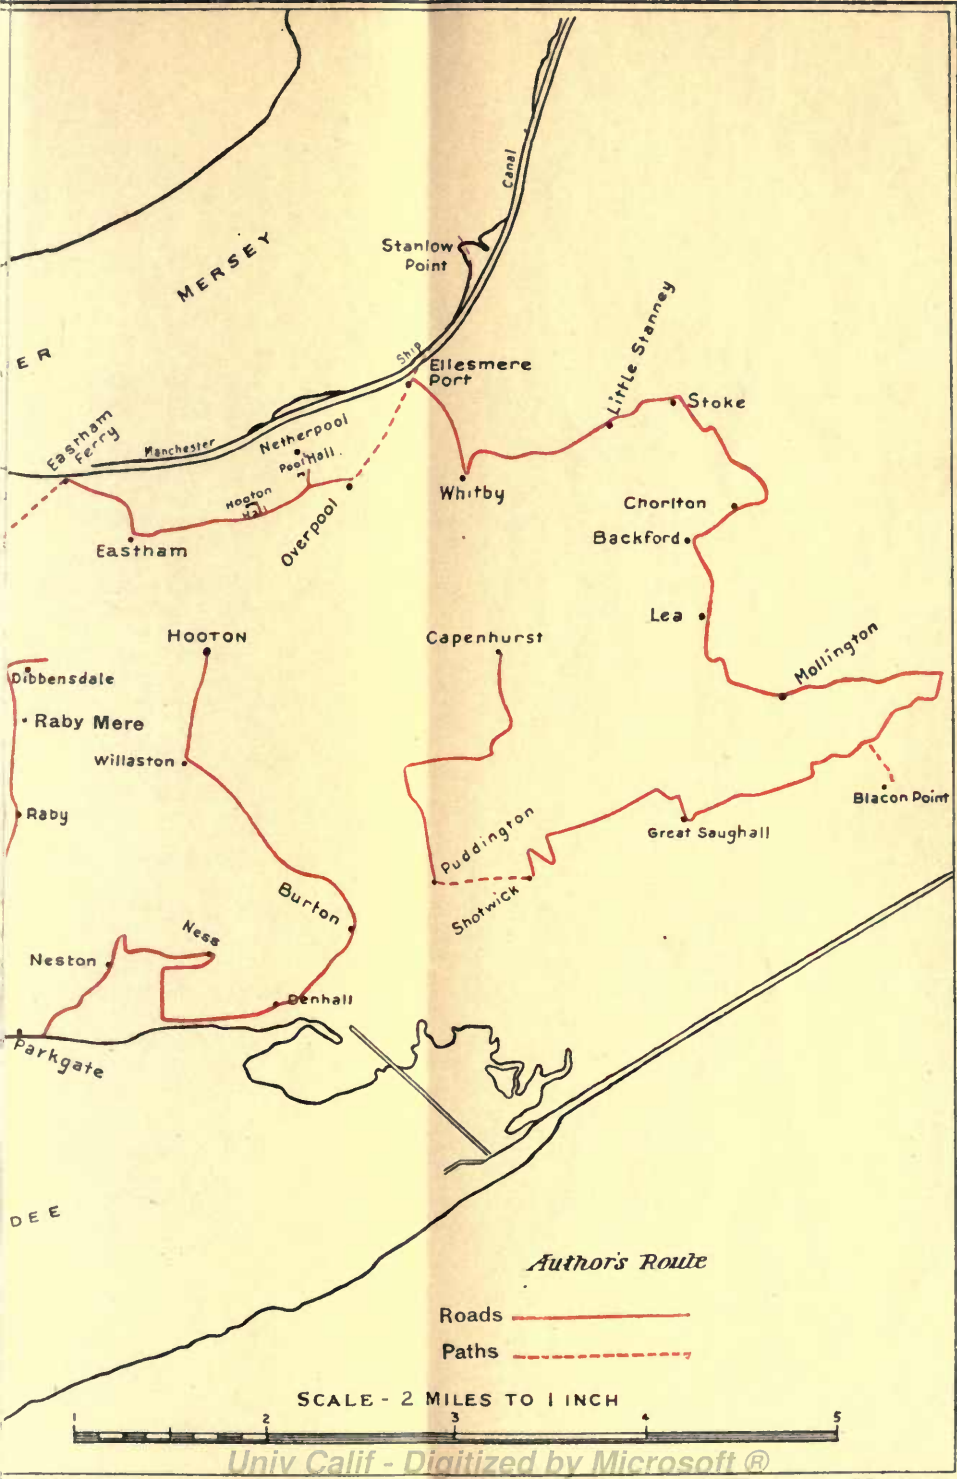 Canal
MERSEY
Stanlow
Point
ER
Ship
Ellesmere
Port
Little Stanney
Stoke
Eastham
Ferry
Manchester
Netherpool
Pool Hall
Hooton
Hall
Overpool
Whitby
Chorlton
Backford
Eastham
Lea
HOOTON
Capenhurst
Mollington
Dibbensdale
Raby Mere
Willaston
Raby
Blacon Point
Puddington
Great Saughall
Burton
Shotwick
Ness
Neston
Denhall
Parkgate
DEE
Author's Route
Roads
Paths
SCALE - 2 MILES TO 1 INCH
1 2 3 4 5
Univ Calif - Digitized by Microsoft ®